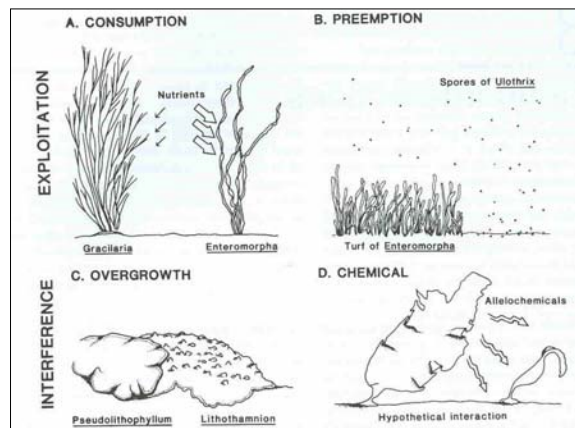 A. CONSUMPTION
B. PREEMPTION
EXPLOITATION
Nutrients
Spores of Ulothrix
Gracilaria
Enteromorpha
Turf of Enteromorpha
C. OVERGROWTH
D. CHEMICAL
INTERFERENCE
Allelochemicals
Pseudolithophyllum
Lithothamnion
Hypothetical interaction